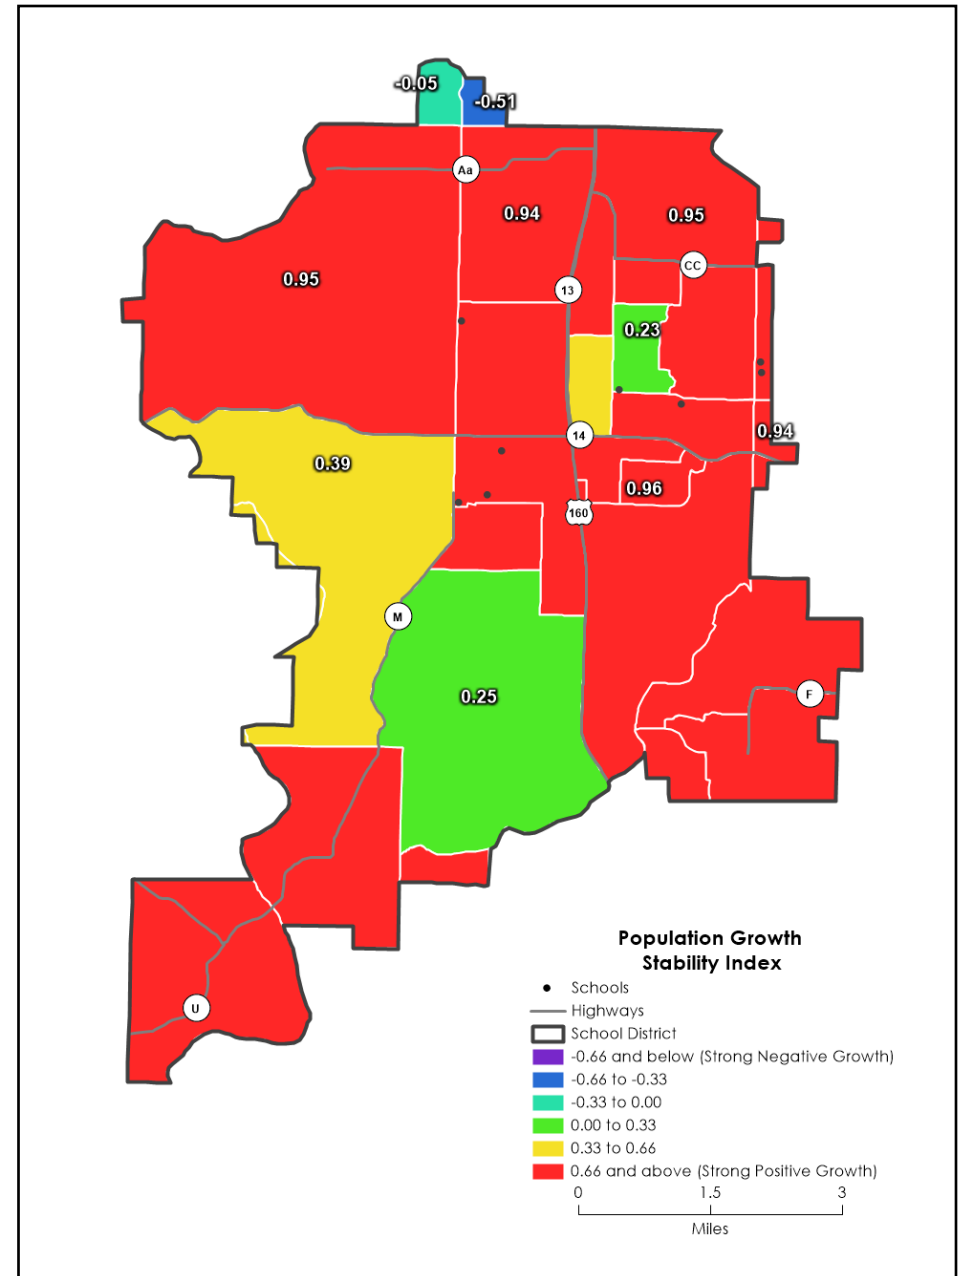 -0.05
-0.51
Aa
0.94
0.95
CC
0.95
13
0.23
14
0.94
0.39
0.96
160
M
0.25
F
U
Population Growth
Stability Index
Schools
Highways
School District
-0.66 and below (Strong Negative Growth)
-0.66 to -0.33
-0.33 to 0.00
0.00 to 0.33
0.33 to 0.66
0.66 and above (Strong Positive Growth)
0 1.5 3
Miles